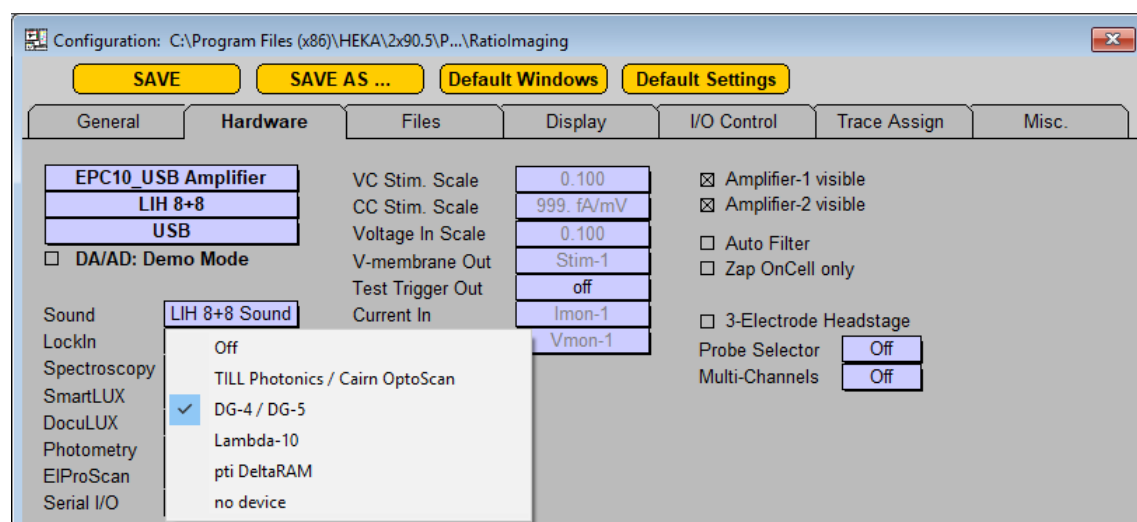 Configuration: C:\Program Files (x86)\HEKA\2x90.5\P...\RatioImaging
SAVE SAVE AS ... Default Windows Default Settings
General Hardware Files Display I/O Control Trace Assign Misc.
EPC10_USB Amplifier
LIH 8+8
USB
DA/AD: Demo Mode
Sound LIH 8+8 Sound
LockIn
Spectroscopy
SmartLUX
DocuLUX
Photometry
ElProScan
Serial I/O
Off
TILL Photonics / Cairn OptoScan
DG-4 / DG-5
Lambda-10
pti DeltaRAM
no device
VC Stim. Scale 0.100
CC Stim. Scale 999. fA/mV
Voltage In Scale 0.100
V-membrane Out Stim-1
Test Trigger Out off
Current In Imon-1
Vmon-1
Amplifier-1 visible
Amplifier-2 visible
Auto Filter
Zap OnCell only
3-Electrode Headstage
Probe Selector Off
Multi-Channels Off